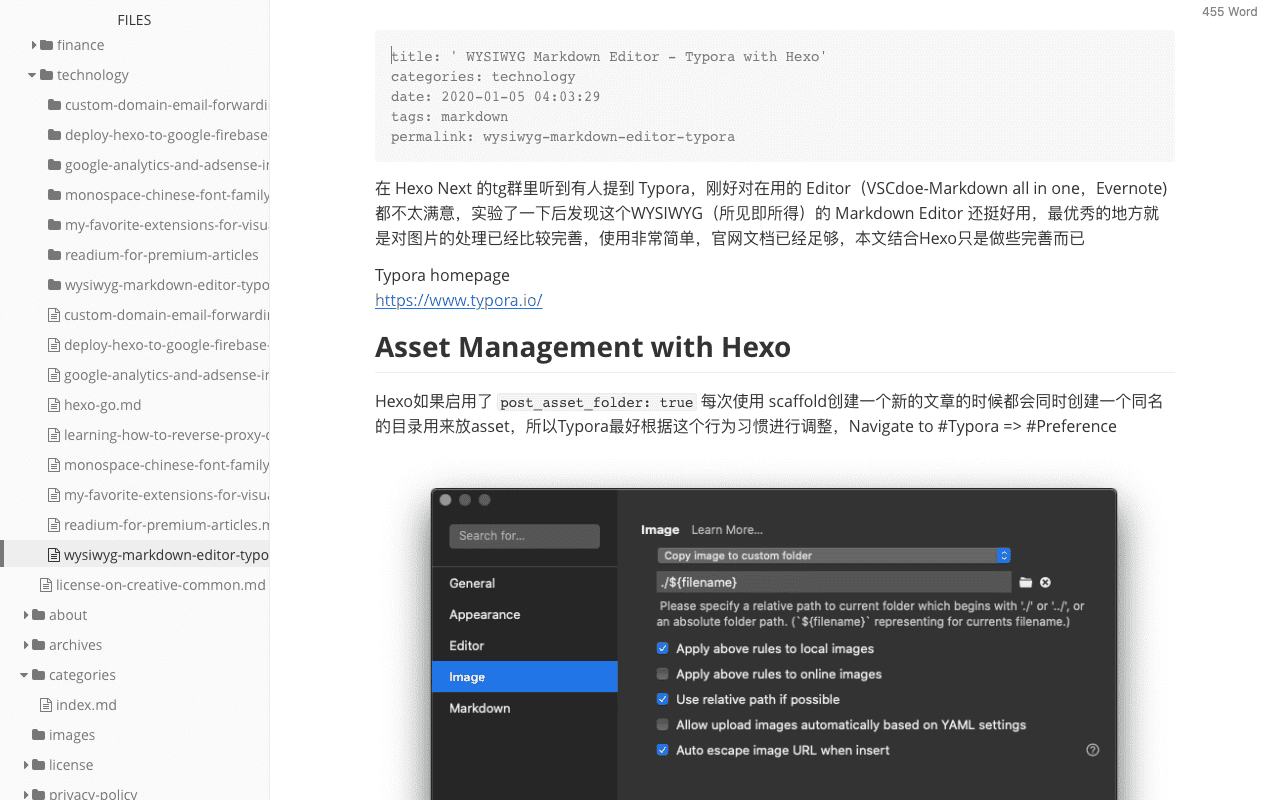 FILES
455 Word
finance
technology
custom-domain-email-forwardi
deploy-hexo-to-google-firebase-
google-analytics-and-adsense-ir
monospace-chinese-font-family
my-favorite-extensions-for-visu
readium-for-premium-articles
wysiwyg-markdown-editor-typo
custom-domain-email-forwardin
deploy-hexo-to-google-firebase-
google-analytics-and-adsense-ir
hexo-go.md
learning-how-to-reverse-proxy-c
monospace-chinese-font-family
my-favorite-extensions-for-visua
readium-for-premium-articles.m
wysiwyg-markdown-editor-typo
license-on-creative-common.md
about
archives
categories
index.md
images
license
privacy-policy
title: ' WYSIWYG Markdown Editor - Typora with Hexo'
categories: technology
date: 2020-01-05 04:03:29
tags: markdown
permalink: wysiwyg-markdown-editor-typora
在 Hexo Next 的tg群里听到有人提到 Typora，刚好对在用的 Editor（VSCdoe-Markdown all in one，Evernote)
都不太满意，实验了一下后发现这个WYSIWYG（所见即所得）的 Markdown Editor 还挺好用，最优秀的地方就
是对图片的处理已经比较完善，使用非常简单，官网文档已经足够，本文结合Hexo只是做些完善而已
Typora homepage
https://www.typora.io/
Asset Management with Hexo
Hexo如果启用了 post_asset_folder: true 每次使用 scaffold创建一个新的文章的时候都会同时创建一个同名
的目录用来放asset，所以Typora最好根据这个行为习惯进行调整，Navigate to #Typora => #Preference
Search for...
General
Appearance
Editor
Image
Markdown
Image Learn More...
Copy image to custom folder
./${filename}
Please specify a relative path to current folder which begins with './' or '../', or
an absolute folder path. (`${filename}` representing for currents filename.)
Apply above rules to local images
Apply above rules to online images
Use relative path if possible
Allow upload images automatically based on YAML settings
Auto escape image URL when insert
?